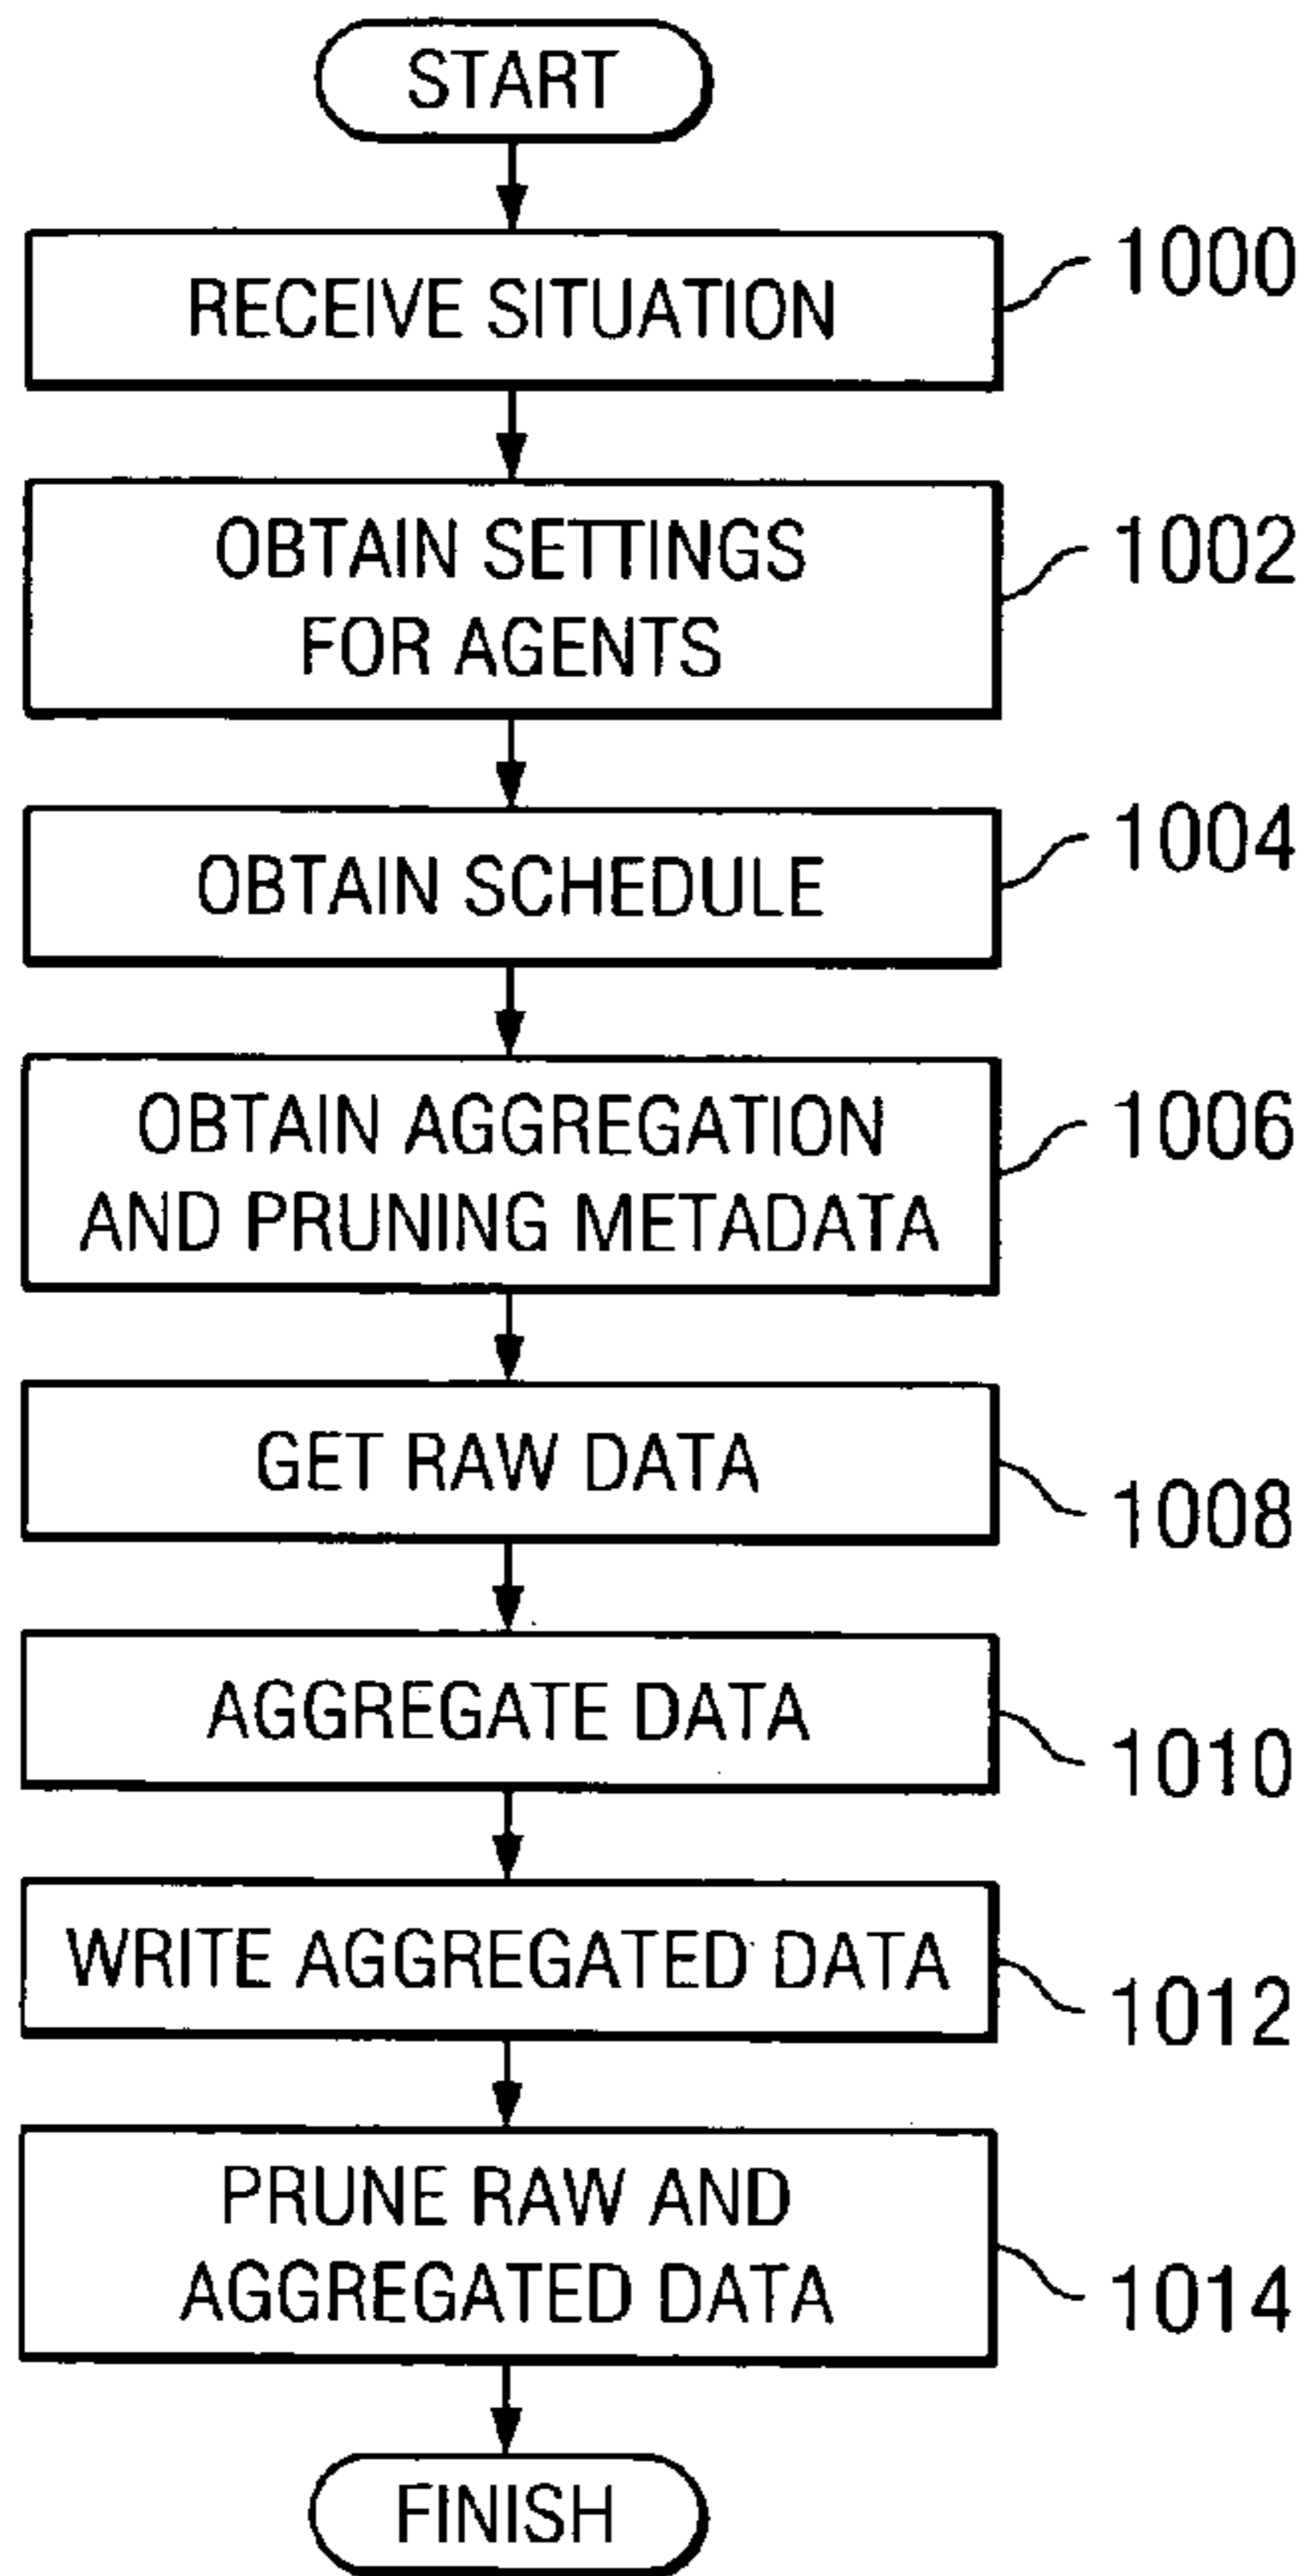 START
RECEIVE SITUATION
1000
OBTAIN SETTINGS
FOR AGENTS
1002
OBTAIN SCHEDULE
1004
OBTAIN AGGREGATION
AND PRUNING METADATA
1006
GET RAW DATA
1008
AGGREGATE DATA
1010
WRITE AGGREGATED DATA
1012
PRUNE RAW AND
AGGREGATED DATA
1014
FINISH